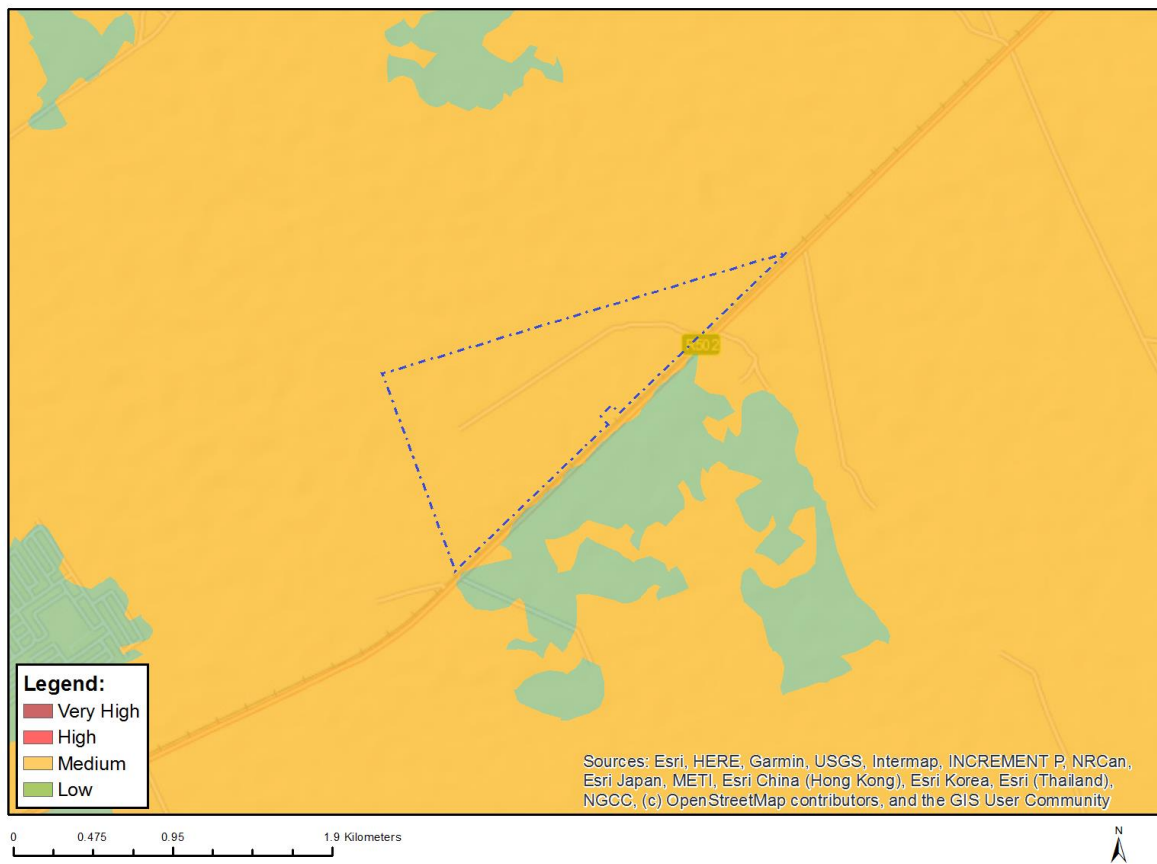 S502
Legend:
Very High
High
Medium
Low
Sources: Esri, HERE, Garmin, USGS, Intermap, INCREMENT P, NRCan,
Esri Japan, METI, Esri China (Hong Kong), Esri Korea, Esri (Thailand),
NGCC, (c) OpenStreetMap contributors, and the GIS User Community
0 0.475 0.95 1.9 Kilometers
N